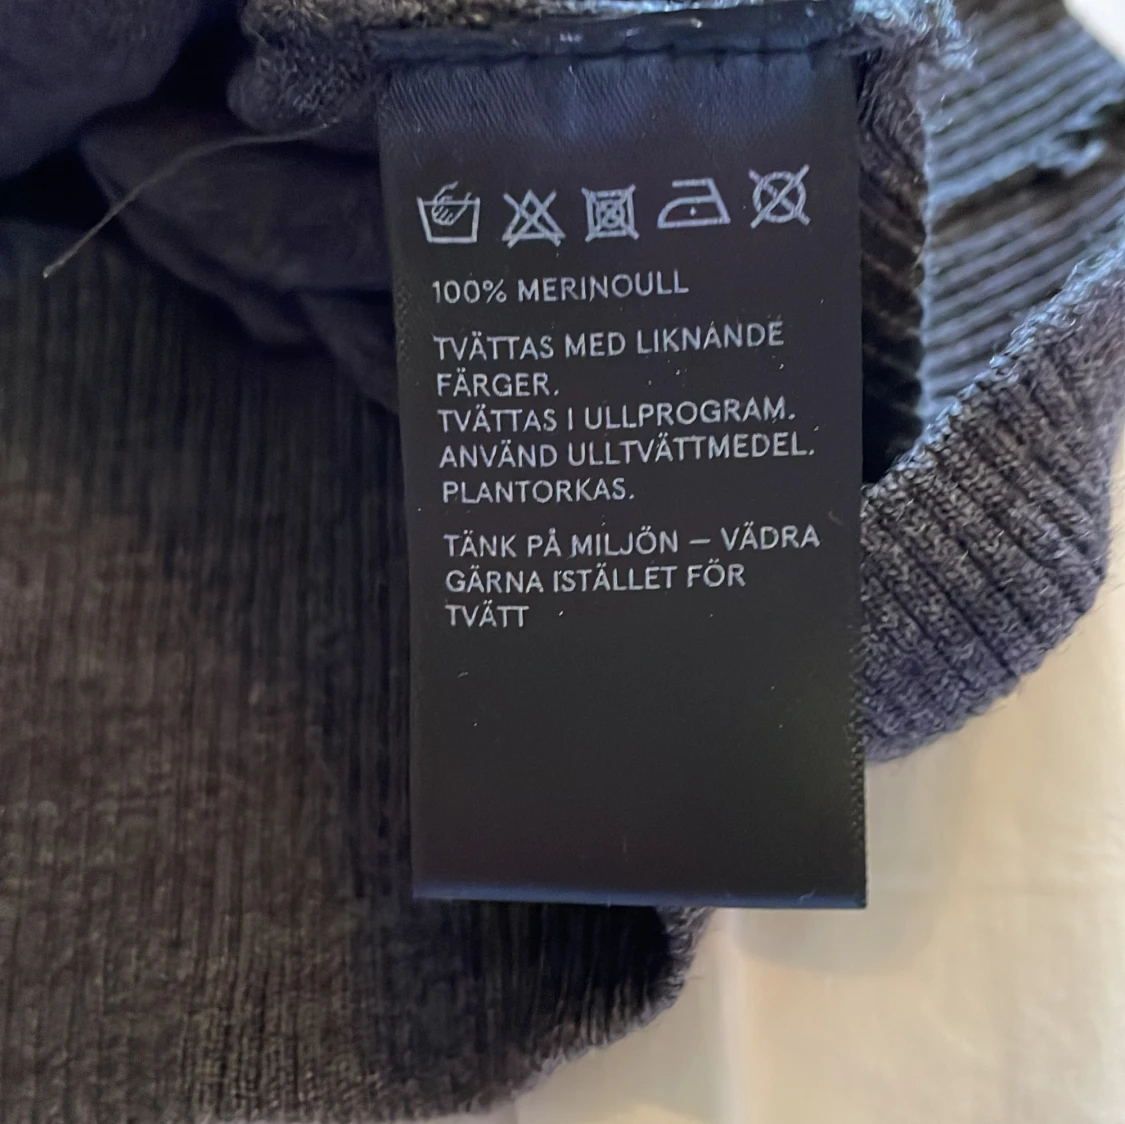 100% MERINOULL
TVÄTTAS MED LIKNANDE
FÄRGER.
TVÄTTAS I ULLPROGRAM.
ANVÄND ULLTVÄTTMEDEL.
PLANTORKAS.
TÄNK PÅ MILJÖN – VÄDRA
GÄRNA ISTÄLLET FÖR
TVÄTT